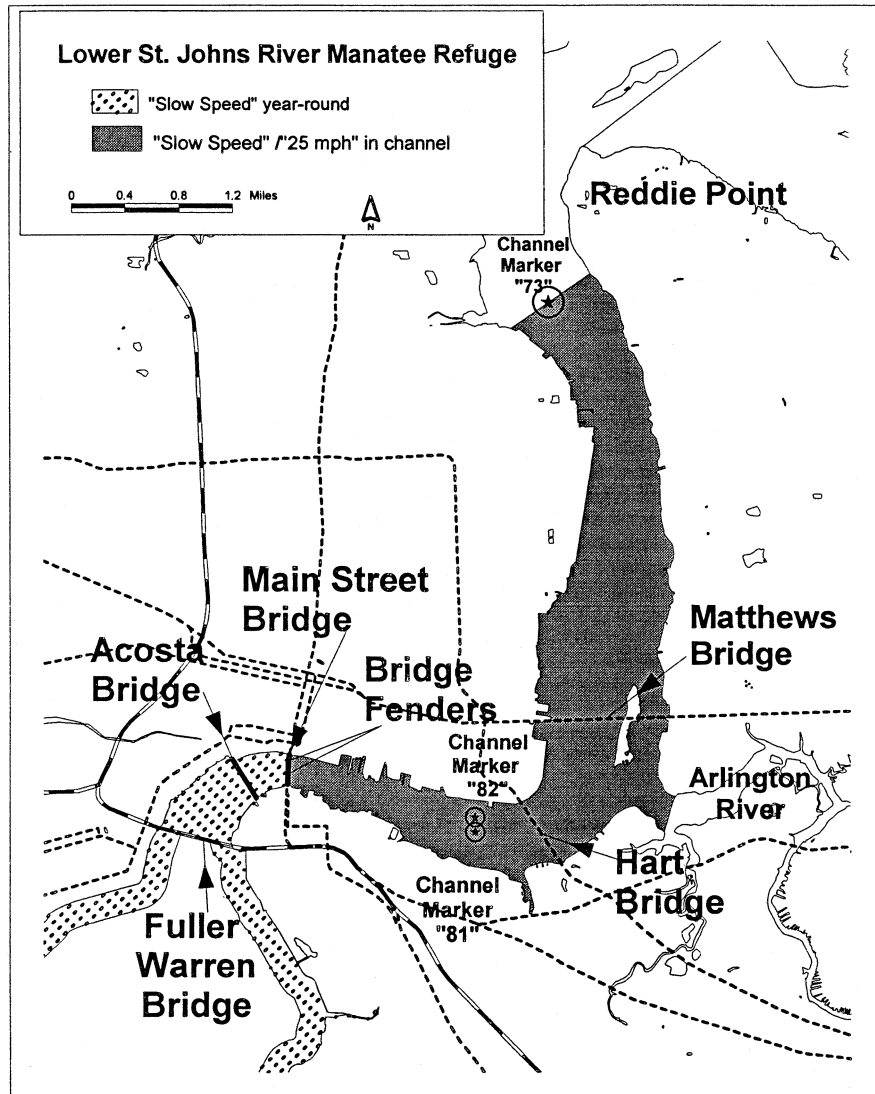 Lower St. Johns River Manatee Refuge
"Slow Speed" year-round
"Slow Speed" /"25 mph" in channel
0 0.4 0.8 1.2 Miles
N
Reddie Point
Channel
Marker
"73"
Main Street
Bridge
Acosta
Bridge
Bridge
Fenders
Matthews
Bridge
Channel
Marker
"82"
Arlington
River
Hart
Bridge
Channel
Marker
"81"
Fuller
Warren
Bridge